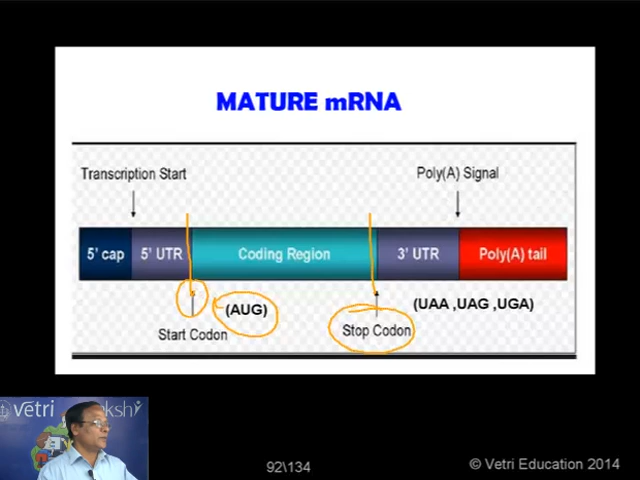 MATURE mRNA
Transcription Start
Poly(A) Signal
5' cap
5' UTR
Coding Region
3' UTR
Poly(A) tail
(AUG)
(UAA ,UAG ,UGA)
Start Codon
Stop Codon
vetri
92\134
© Vetri Education 2014